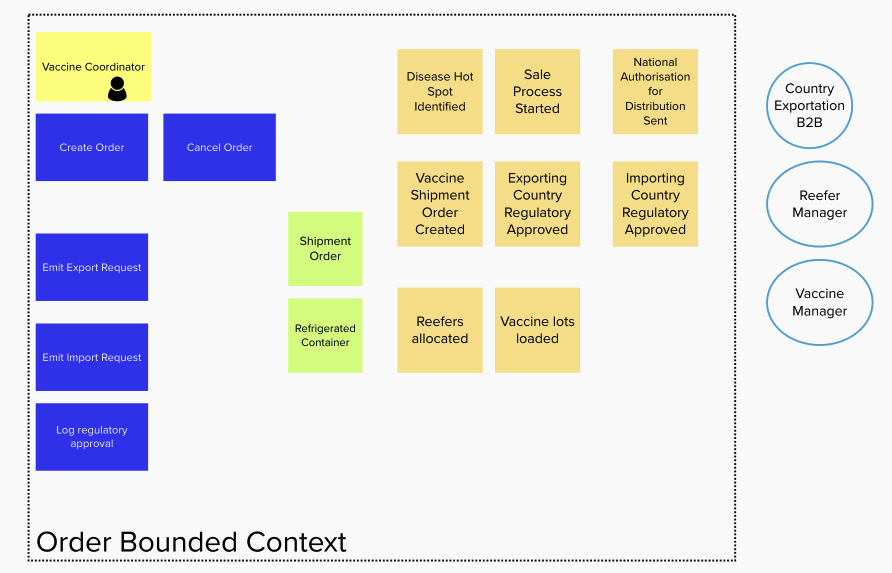 Vaccine Coordinator
Create Order
Cancel Order
Emit Export Request
Emit Import Request
Log regulatory
approval
Shipment
Order
Refrigerated
Container
Disease Hot
Spot
Identified
Sale
Process
Started
National
Authorisation
for
Distribution
Sent
Vaccine
Shipment
Order
Created
Exporting
Country
Regulatory
Approved
Importing
Country
Regulatory
Approved
Reefers
allocated
Vaccine lots
loaded
Country
Exportation
B2B
Reefer
Manager
Vaccine
Manager
Order Bounded Context